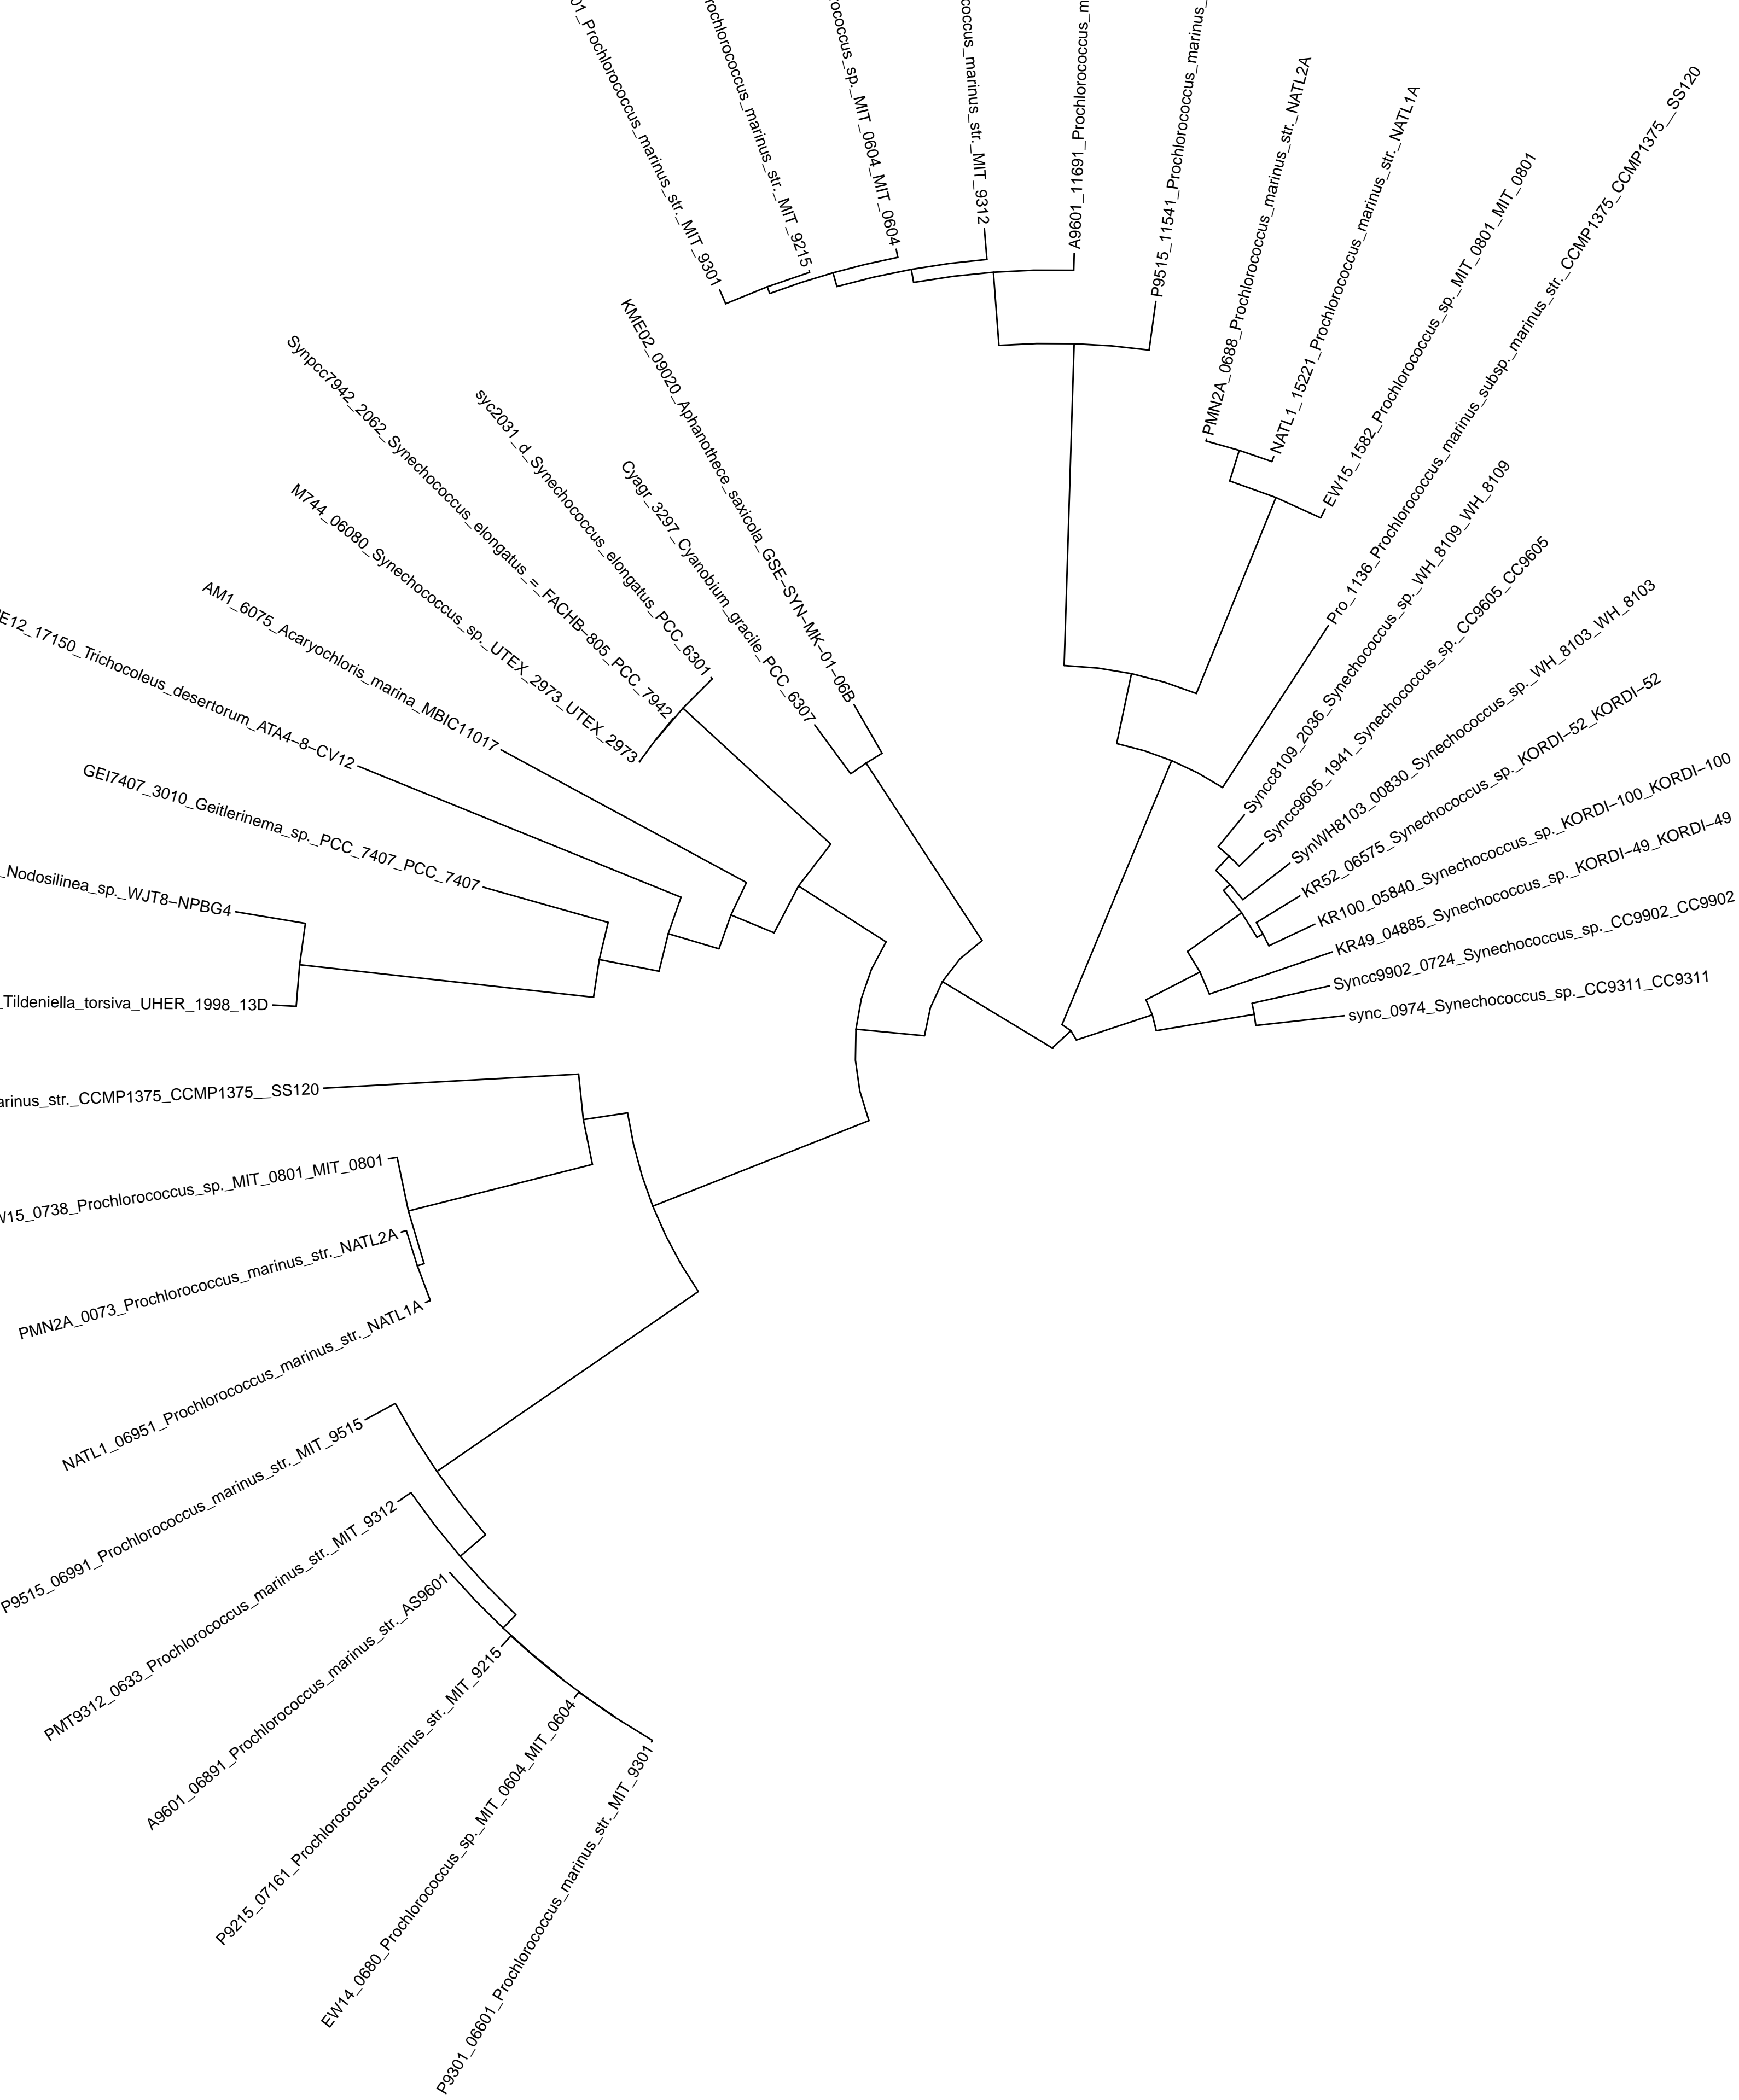 01_Prochlorococcus_marinus_str._MIT_9301
rochlorococcus_marinus_str._MIT_9215
rococcus_sp._MIT_0604_MIT_0604
coccus_marinus_str._MIT_9312
A9601_11691_Prochlorococcus_m
P9515_11541_Prochlorococcus_marinus_
PMN2A_0688_Prochlorococcus_marinus_str._NATL2A
NATL1_15221_Prochlorococcus_marinus_str._NATL1A
EW15_1582_Prochlorococcus_sp._MIT_0801_MIT_0801
Pro_1136_Prochlorococcus_marinus_subsp._marinus_str._CCMP1375_CCMP1375__SS120
Syncc8109_2036_Synechococcus_sp._WH_8109_WH_8109
Syncc9605_1941_Synechococcus_sp._CC9605_CC9605
SynWH8103_00830_Synechococcus_sp._WH_8103_WH_8103
KR52_06575_Synechococcus_sp._KORDI–52_KORDI–52
KR100_05840_Synechococcus_sp._KORDI–100_KORDI–100
KR49_04885_Synechococcus_sp._KORDI–49_KORDI–49
Syncc9902_0724_Synechococcus_sp._CC9902_CC9902
sync_0974_Synechococcus_sp._CC9311_CC9311
KME02_09020_Aphanothece_saxicola_GSE–SYN–MK–01–06B
Cyagr_3297_Cyanobium_gracile_PCC_6307
syc2031_d_Synechococcus_elongatus_PCC_6301
Synpcc7942_2062_Synechococcus_elongatus_=_FACHB–805_PCC_7942
M744_06080_Synechococcus_sp._UTEX_2973_UTEX_2973
AM1_6075_Acaryochloris_marina_MBIC11017
E12_17150_Trichocoleus_desertorum_ATA4–8–CV12
GEI7407_3010_Geitlerinema_sp._PCC_7407_PCC_7407
_Nodosilinea_sp._WJT8–NPBG4
_Tildeniella_torsiva_UHER_1998_13D
arinus_str._CCMP1375_CCMP1375__SS120
W15_0738_Prochlorococcus_sp._MIT_0801_MIT_0801
PMN2A_0073_Prochlorococcus_marinus_str._NATL2A
NATL1_06951_Prochlorococcus_marinus_str._NATL1A
P9515_06991_Prochlorococcus_marinus_str._MIT_9515
PMT9312_0633_Prochlorococcus_marinus_str._MIT_9312
A9601_06891_Prochlorococcus_marinus_str._AS9601
P9215_07161_Prochlorococcus_marinus_str._MIT_9215
EW14_0680_Prochlorococcus_sp._MIT_0604_MIT_0604
P9301_06601_Prochlorococcus_marinus_str._MIT_9301